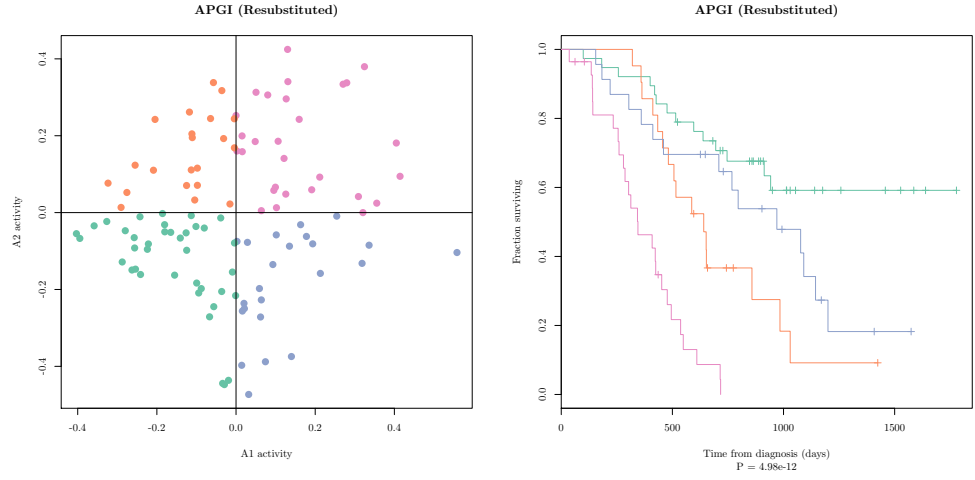 APGI (Resubstituted)
0.4
0.2
0.0
-0.2
-0.4
A2 activity
-0.4
-0.2
0.0
0.2
0.4
A1 activity
APGI (Resubstituted)
1.0
0.8
0.6
0.4
0.2
0.0
Fraction surviving
0
500
1000
1500
Time from diagnosis (days)
P = 4.98e-12